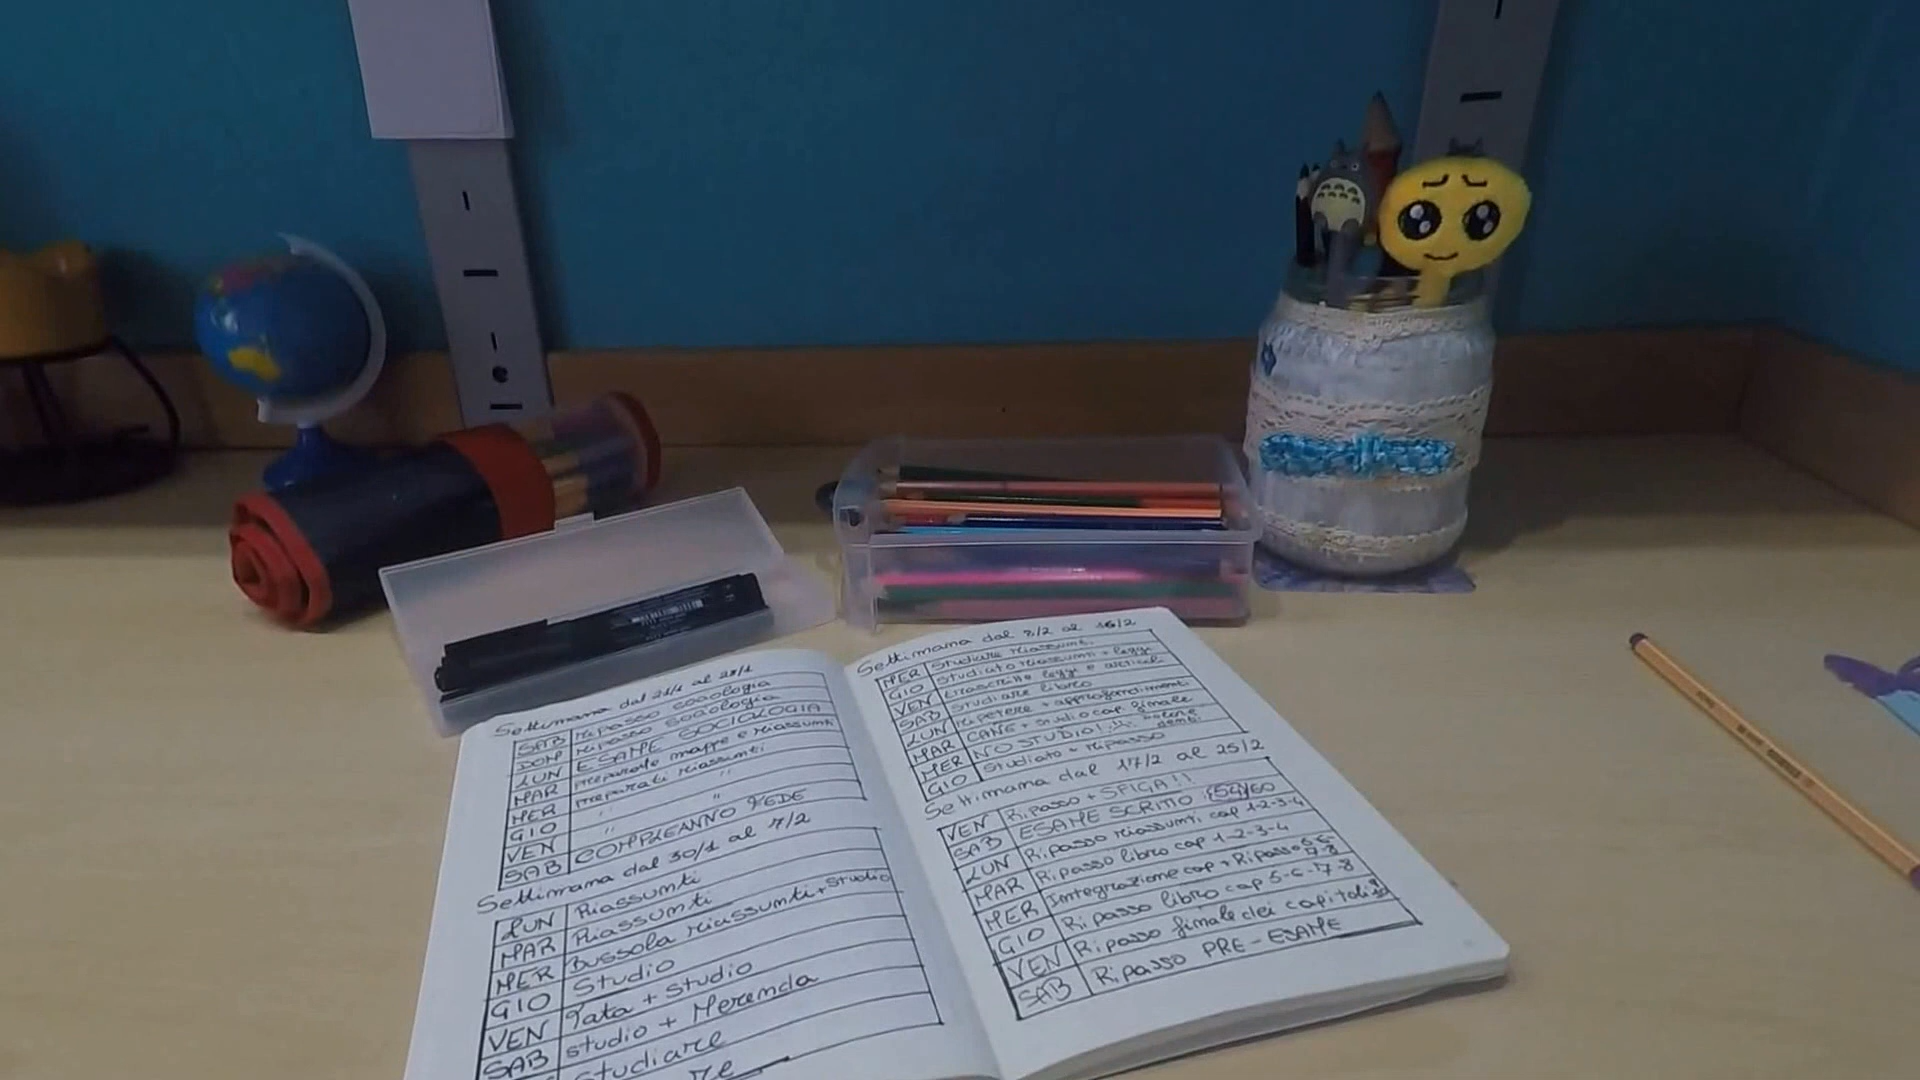 Settimana dal 21/1 al 28/1
SAB ripasso sociologia
DOM ripasso sociologia
LUN ESAME SOCIOLOGIA
MAR preparato mappe e riassunti
MER preparati riassunti
GIO "
VEN " "
SAB COMPLEANNO FEDE
Settimana dal 30/1 al 7/2
LUN Riassunti
MAR Riassunti
MER Bussola riassunti + studio
GIO Studio
VEN Tata + Studio
SAB studio + Merenda
studiare
Settimana dal 8/2 al 16/2
MER Studiare riassunti
GIO Studiato riassunti + leggi
VEN trascritte leggi e articoli
SAB studiare libro
LUN ripetere + approfondimenti
MAR CANE + studio cap. finale
MER NO STUDIO!
GIO Studiato + ripasso
Settimana dal 17/2 al 25/2
VEN Ripasso + SFIGA!!
SAB ESAME SCRITTO 60
LUN Ripasso riassunti cap 1-2-3-4
MAR Ripasso libro cap 1-2-3-4
MER Integrazione cap + Ripasso 5-6-7-8
GIO Ripasso libro cap 5-6-7-8
VEN Ripasso finale dei capitoli
SAB Ripasso PRE-ESAME